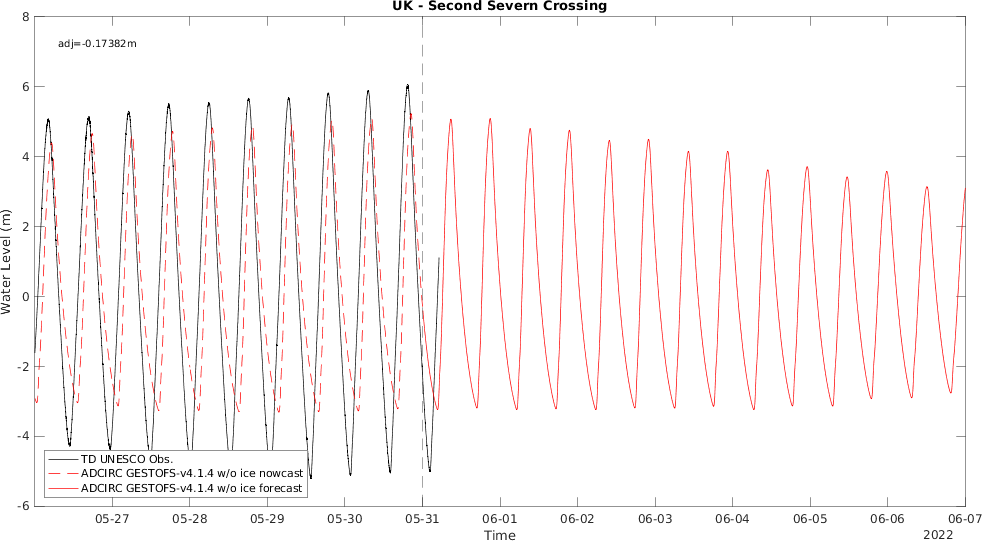 UK - Second Severn Crossing
adj=-0.17382m
8
6
4
2
0
-2
-4
-6
Water Level (m)
TD UNESCO Obs.
ADCIRC GESTOFS-v4.1.4 w/o ice nowcast
ADCIRC GESTOFS-v4.1.4 w/o ice forecast
05-27 05-28 05-29 05-30 05-31 06-01 06-02 06-03 06-04 06-05 06-06 06-07
Time
2022